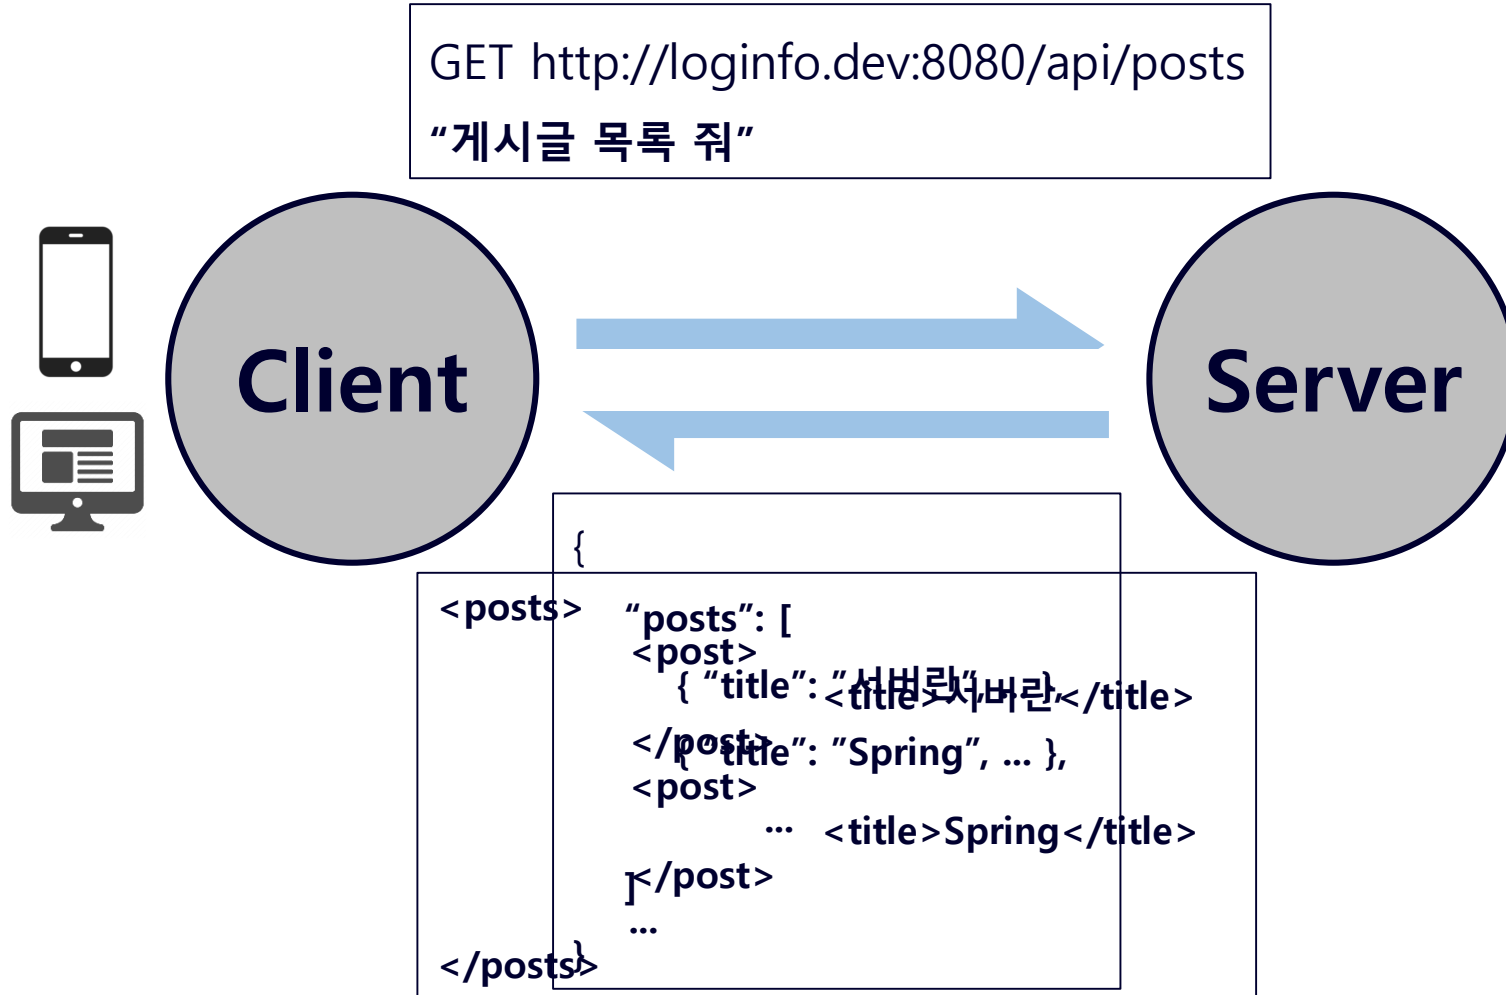 GET http://loginfo.dev:8080/api/posts
“게시글 목록 줘”
Client
Server
{
“posts”: [
{ “title”: ”서버란”, ... },
{ “title”: ”Spring”, ... },
...
]
}
<posts>
<post>
<title>서버란</title>
</post>
<post>
<title>Spring</title>
</post>
...
</posts>